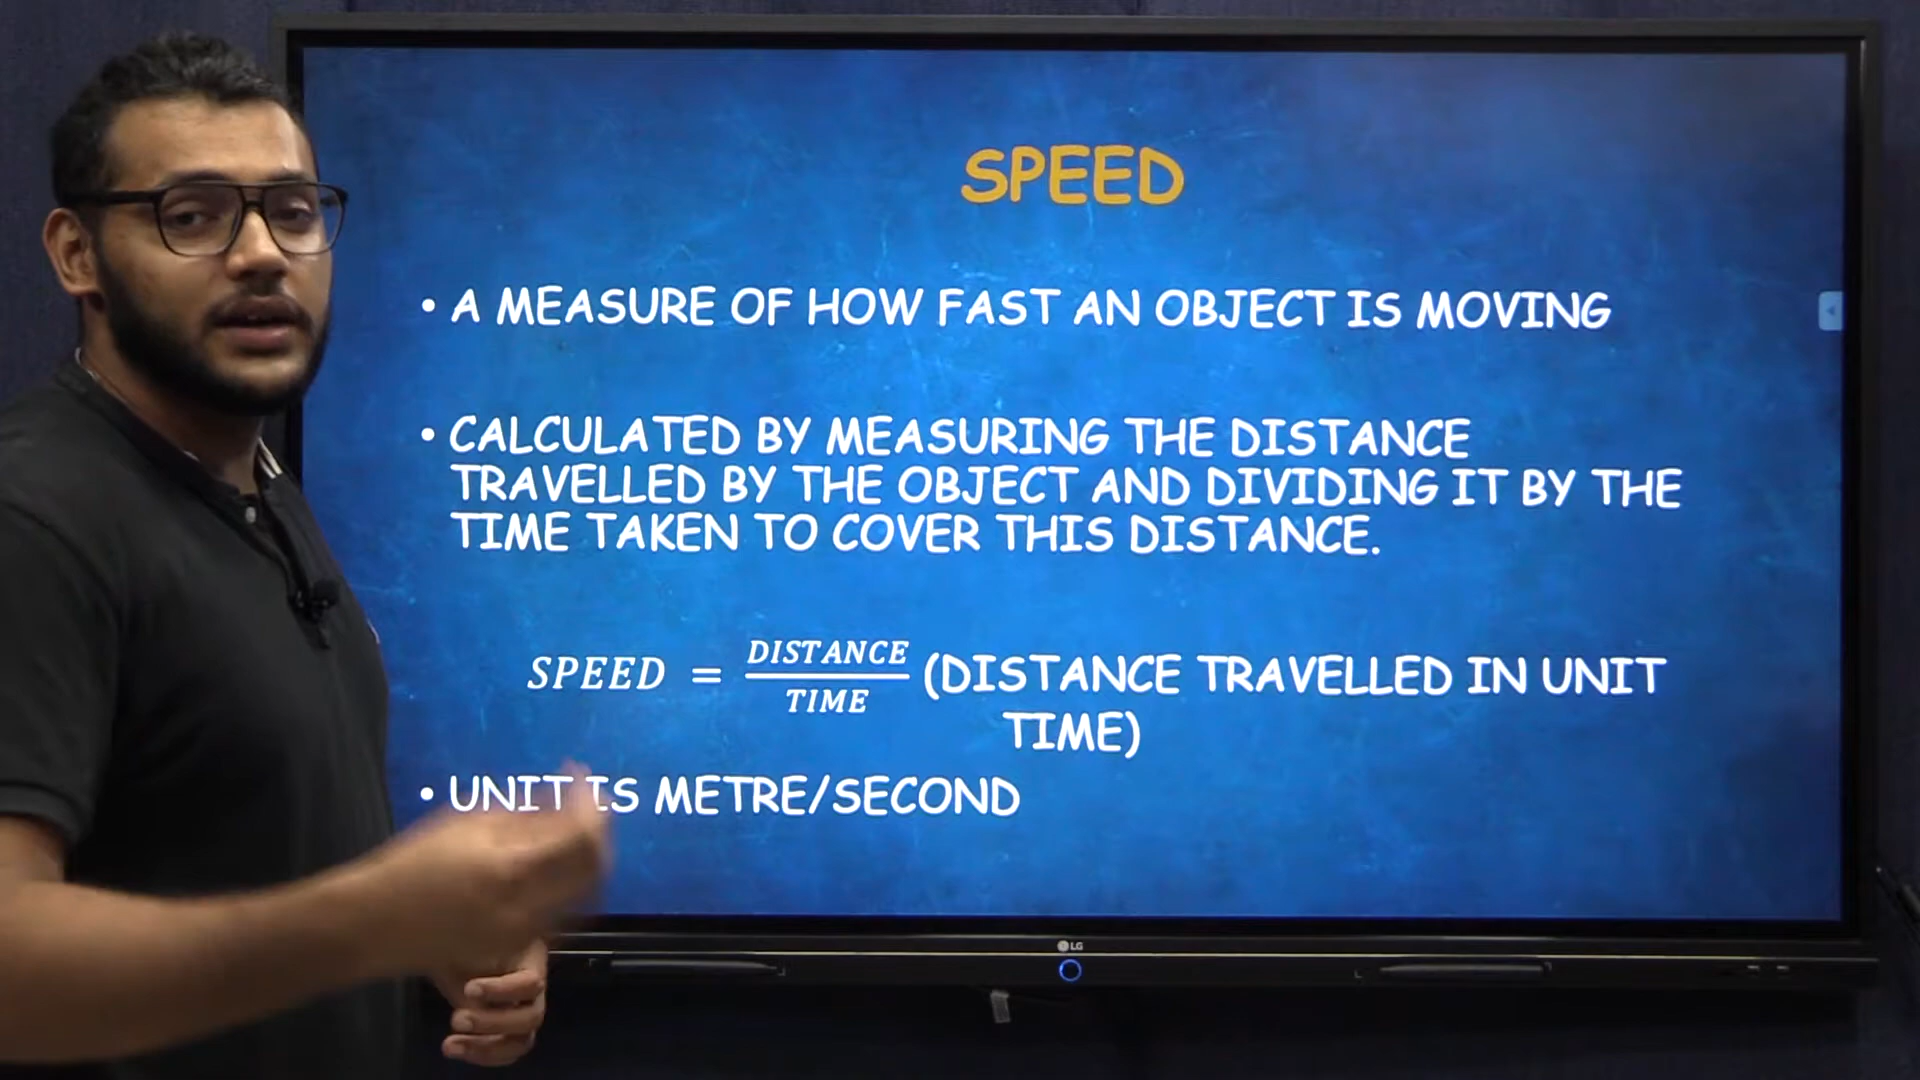 SPEED
• A MEASURE OF HOW FAST AN OBJECT IS MOVING
• CALCULATED BY MEASURING THE DISTANCE
TRAVELLED BY THE OBJECT AND DIVIDING IT BY THE
TIME TAKEN TO COVER THIS DISTANCE.
SPEED = DISTANCE/TIME (DISTANCE TRAVELLED IN UNIT
TIME)
• UNIT IS METRE/SECOND
LG